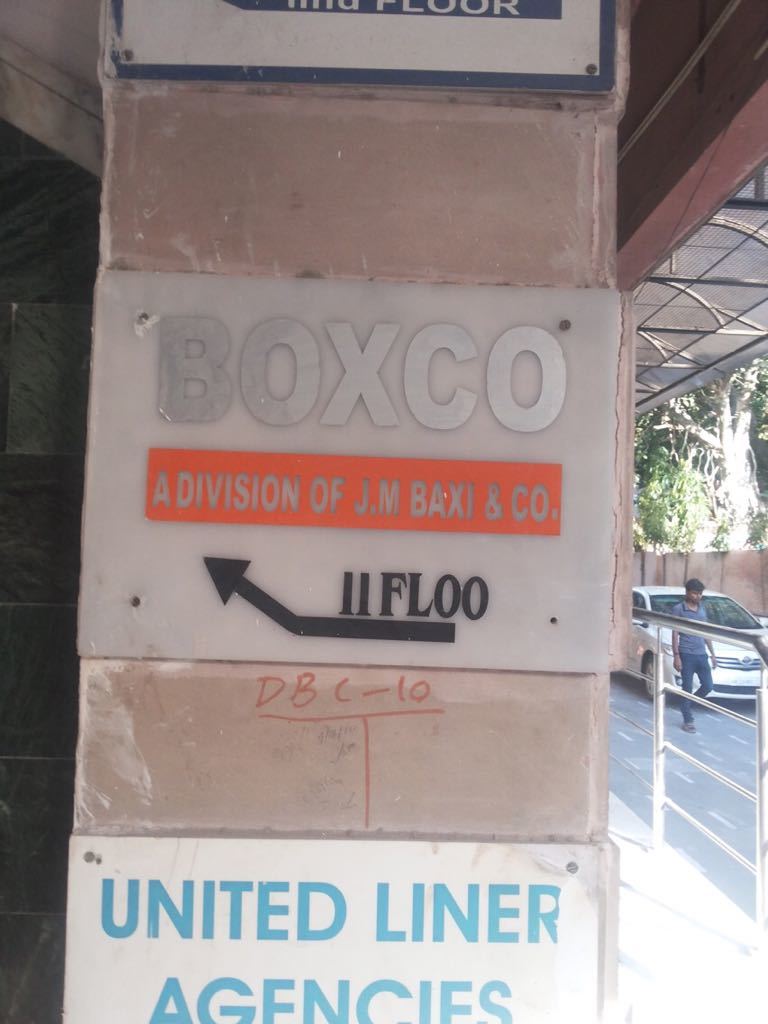 IInd FLOOR
BOXCO
A DIVISION OF J.M BAXI & CO.
II FLOO
DBC-10
UNITED LINER
AGENCIES